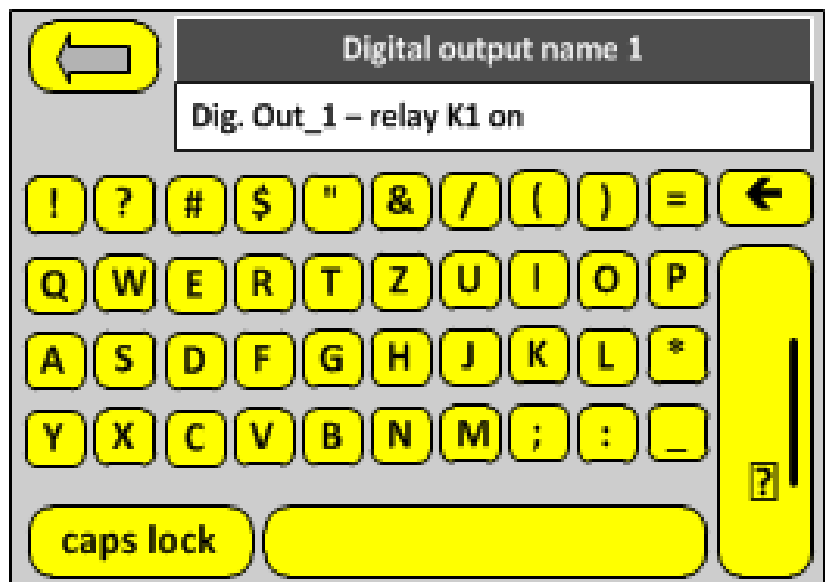 Digital output name 1
Dig. Out_1 – relay K1 on
! ? # $ " & / ( ) =
Q W E R T Z U I O P
A S D F G H J K L *
Y X C V B N M ; : _
?
caps lock